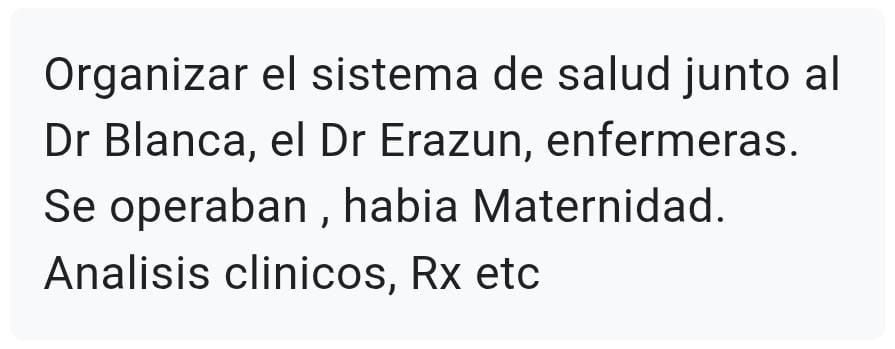 Organizar el sistema de salud junto al
Dr Blanca, el Dr Erazun, enfermeras.
Se operaban , habia Maternidad.
Analisis clinicos, Rx etc